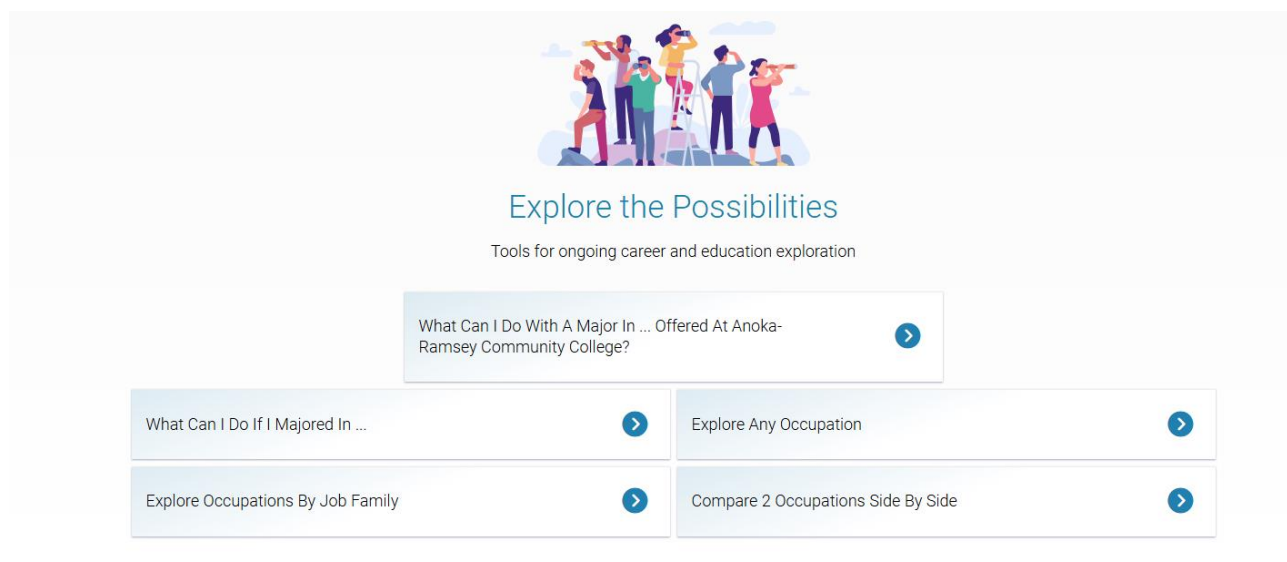 Explore the Possibilities
Tools for ongoing career and education exploration
What Can I Do With A Major In ... Offered At Anoka-
Ramsey Community College?
What Can I Do If I Majored In ...
Explore Any Occupation
Explore Occupations By Job Family
Compare 2 Occupations Side By Side